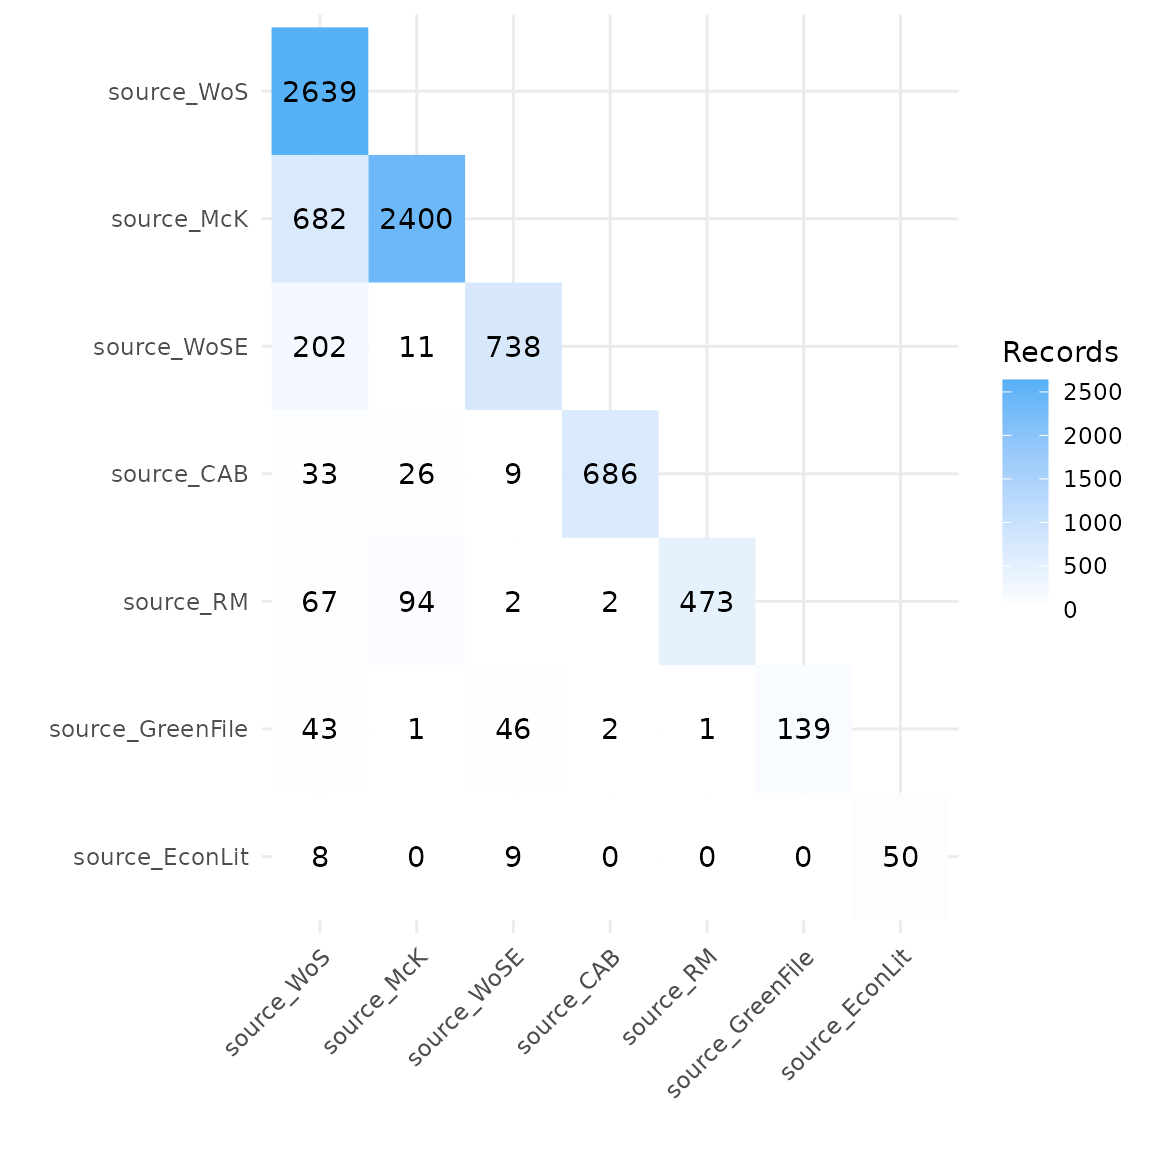 source_WoS 2639
source_McK 682 2400
source_WoSE 202 11 738
source_CAB 33 26 9 686
source_RM 67 94 2 2 473
source_GreenFile 43 1 46 2 1 139
source_EconLit 8 0 9 0 0 0 50
source_WoS source_McK source_WoSE source_CAB source_RM source_GreenFile source_EconLit
Records
2500
2000
1500
1000
500
0